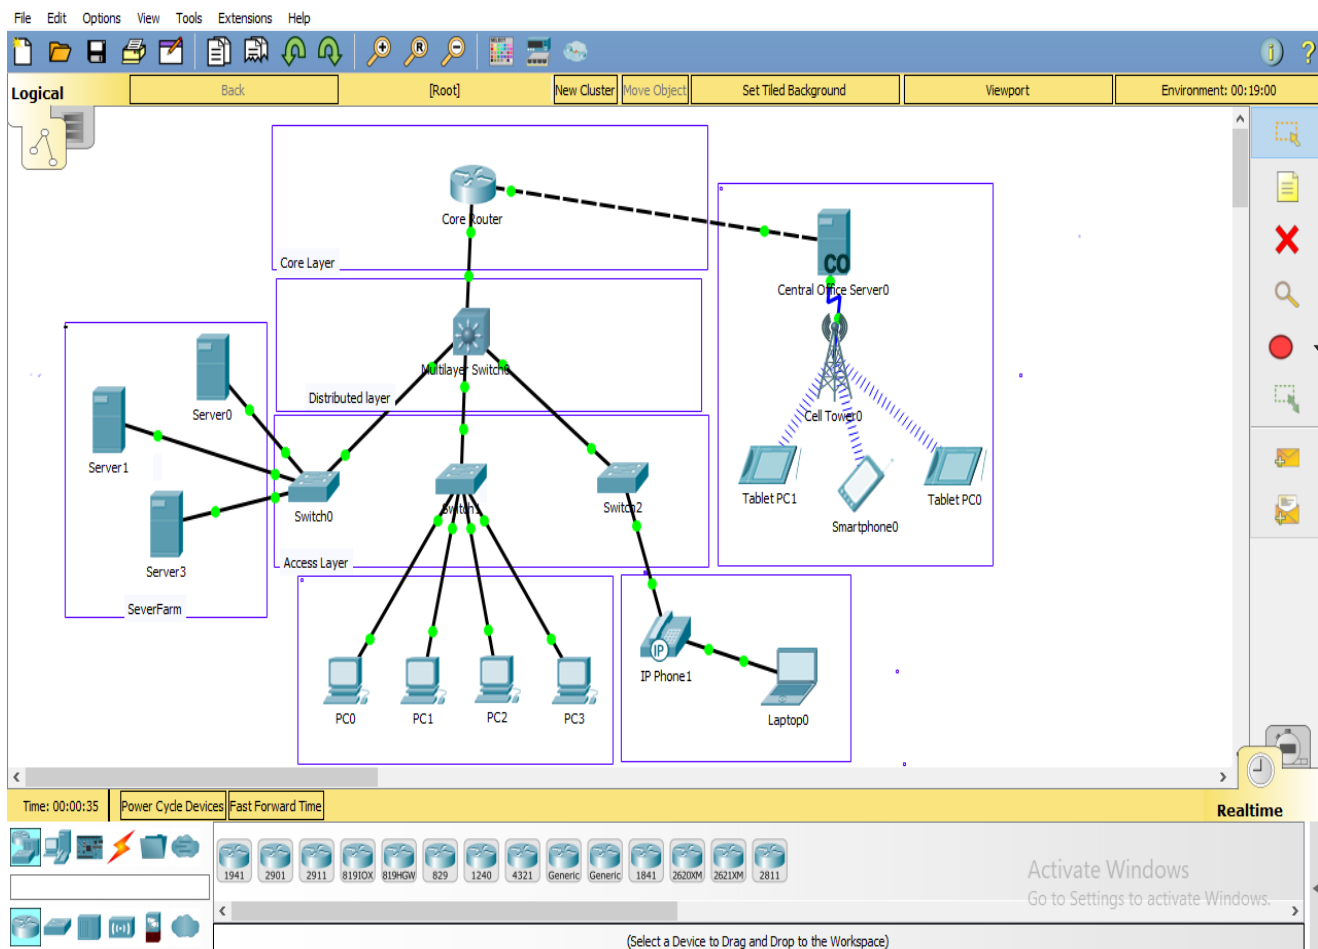 File Edit Options View Tools Extensions Help
Logical
Back
[Root]
New Cluster
Move Object
Set Tiled Background
Viewport
Environment: 00:19:00
Core Router
Core Layer
CO
Central Office Server0
Multilayer Switch0
Distributed layer
Cell Tower0
Server0
Server1
Server3
SeverFarm
Switch0
Switch1
Switch2
Access Layer
Tablet PC1
Smartphone0
Tablet PC0
IP
IP Phone1
Laptop0
PC0
PC1
PC2
PC3
Time: 00:00:35
Power Cycle Devices
Fast Forward Time
Realtime
1941
2901
2911
819IOX
819HGW
829
1240
4321
Generic
Generic
1841
2620XM
2621XM
2811
Activate Windows
Go to Settings to activate Windows.
(Select a Device to Drag and Drop to the Workspace)